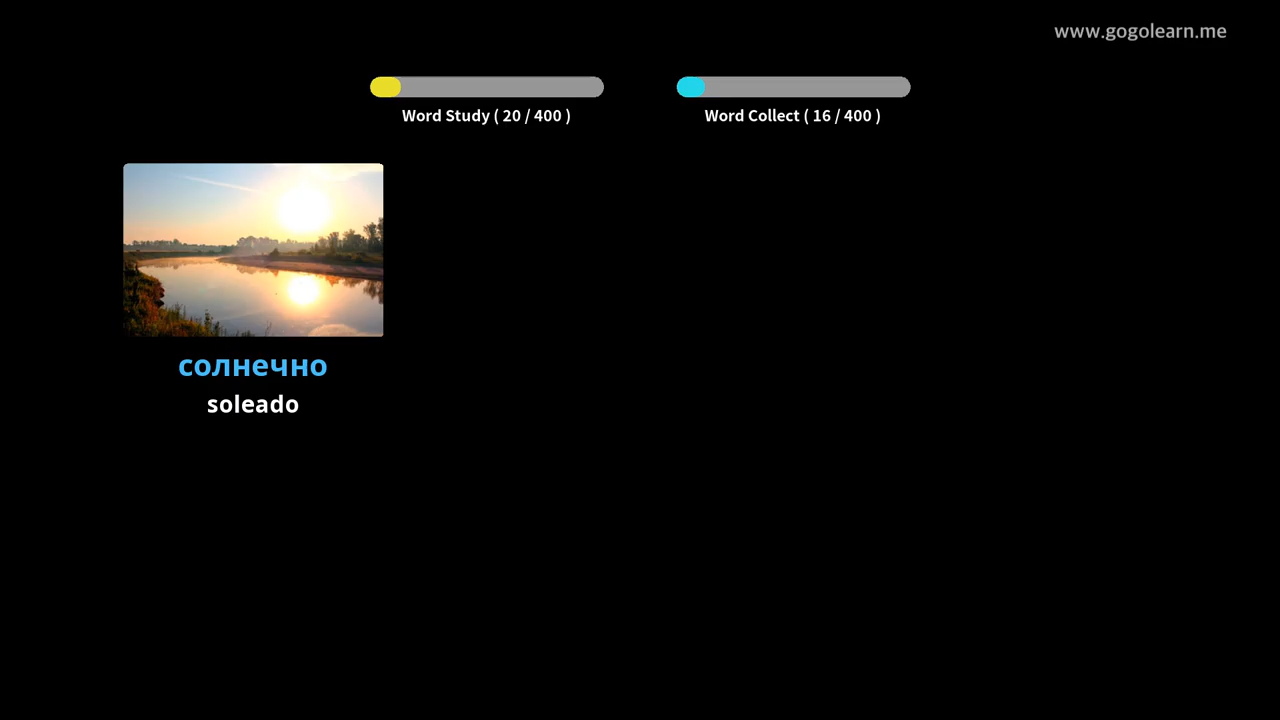 www.gogolearn.me
Word Study ( 20 / 400 )
Word Collect ( 16 / 400 )
солнечно
soleado